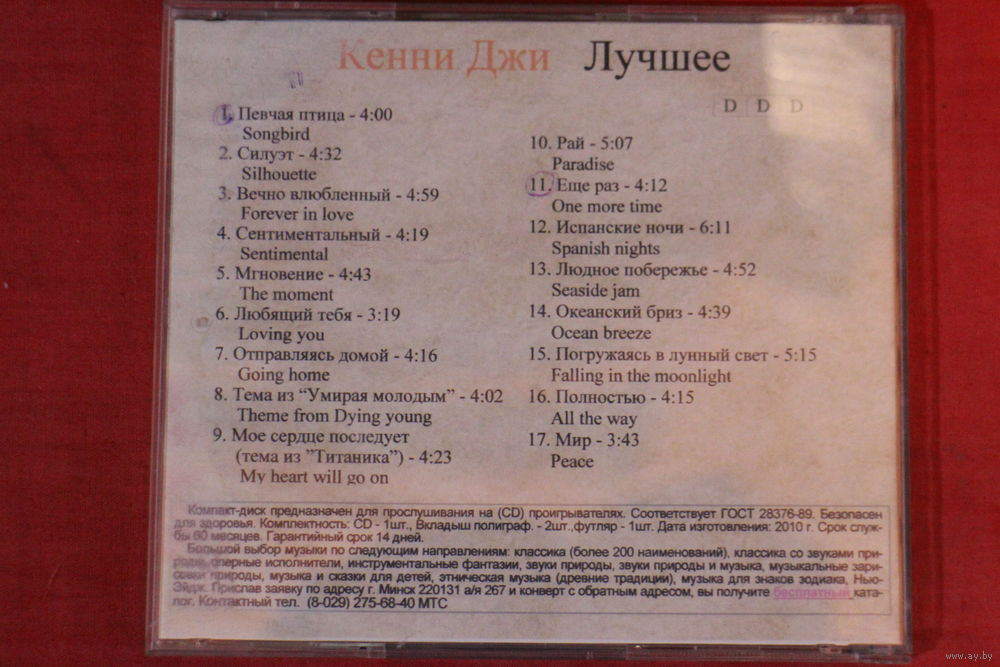 Кенни Джи Лучшее
D D D
1. Певчая птица - 4:00
Songbird
2. Силуэт - 4:32
Silhouette
3. Вечно влюбленный - 4:59
Forever in love
4. Сентиментальный - 4:19
Sentimental
5. Мгновение - 4:43
The moment
6. Любящий тебя - 3:19
Loving you
7. Отправляясь домой - 4:16
Going home
8. Тема из “Умирая молодым” - 4:02
Theme from Dying young
9. Мое сердце последует
(тема из ”Титаника”) - 4:23
My heart will go on
10. Рай - 5:07
Paradise
11. Еще раз - 4:12
One more time
12. Испанские ночи - 6:11
Spanish nights
13. Людное побережье - 4:52
Seaside jam
14. Океанский бриз - 4:39
Ocean breeze
15. Погружаясь в лунный свет - 5:15
Falling in the moonlight
16. Полностью - 4:15
All the way
17. Мир - 3:43
Peace
Компакт-диск предназначен для прослушивания на (CD) проигрывателях. Соответствует ГОСТ 28376-89. Безопасен
для здоровья. Комплектность: CD - 1шт., Вкладыш полиграф. - 2шт.,футляр - 1шт. Дата изготовления: 2010 г. Срок служ-
бы 60 месяцев. Гарантийный срок 14 дней.
Большой выбор музыки по следующим направлениям: классика (более 200 наименований), классика со звуками при-
роды, оперные исполнители, инструментальные фантазии, звуки природы, звуки природы и музыка, музыкальные зари-
совки природы, музыка и сказки для детей, этническая музыка (древние традиции), музыка для знаков зодиака, Нью-
Эйдж. Прислав заявку по адресу г. Минск 220131 а/я 267 и конверт с обратным адресом, вы получите бесплатный ката-
лог. Контактный тел. (8-029) 275-68-40 МТС
www.ay.by